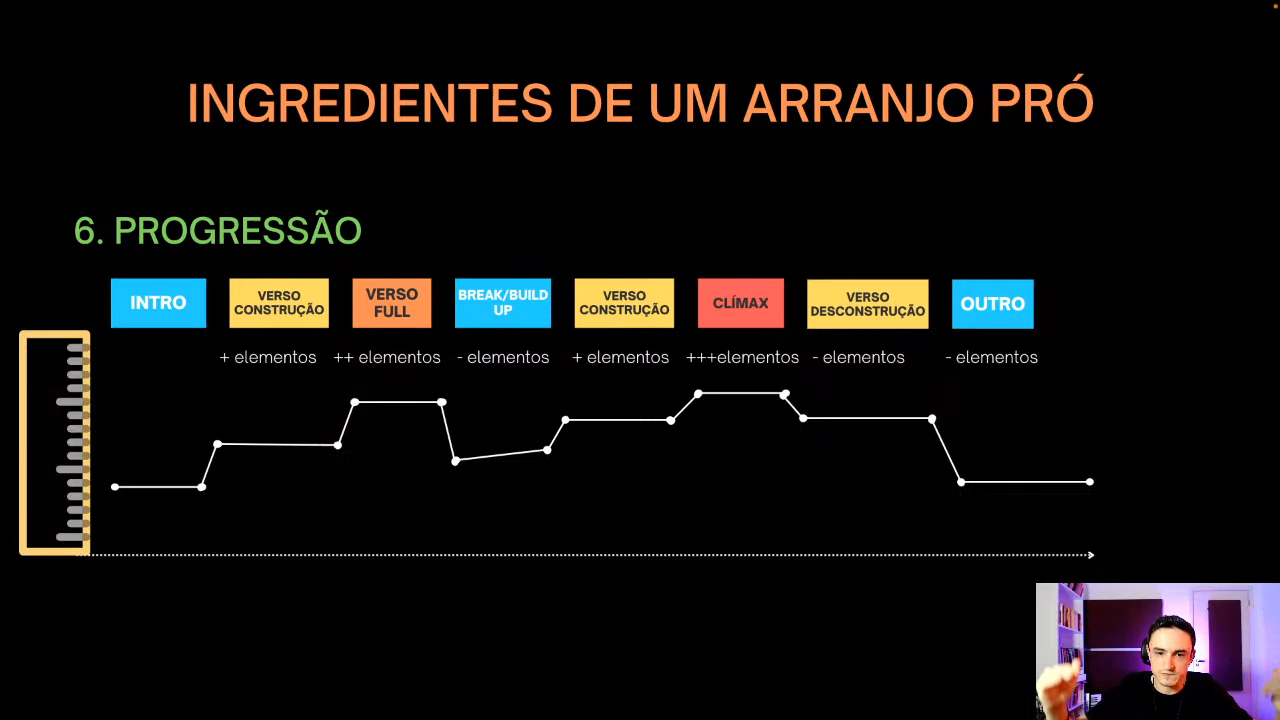 INGREDIENTES DE UM ARRANJO PRÓ
6. PROGRESSÃO
INTRO
VERSO
CONSTRUÇÃO
VERSO
FULL
BREAK/BUILD
UP
VERSO
CONSTRUÇÃO
CLÍMAX
VERSO
DESCONSTRUÇÃO
OUTRO
+ elementos
++ elementos
- elementos
+ elementos
+++elementos
- elementos
- elementos